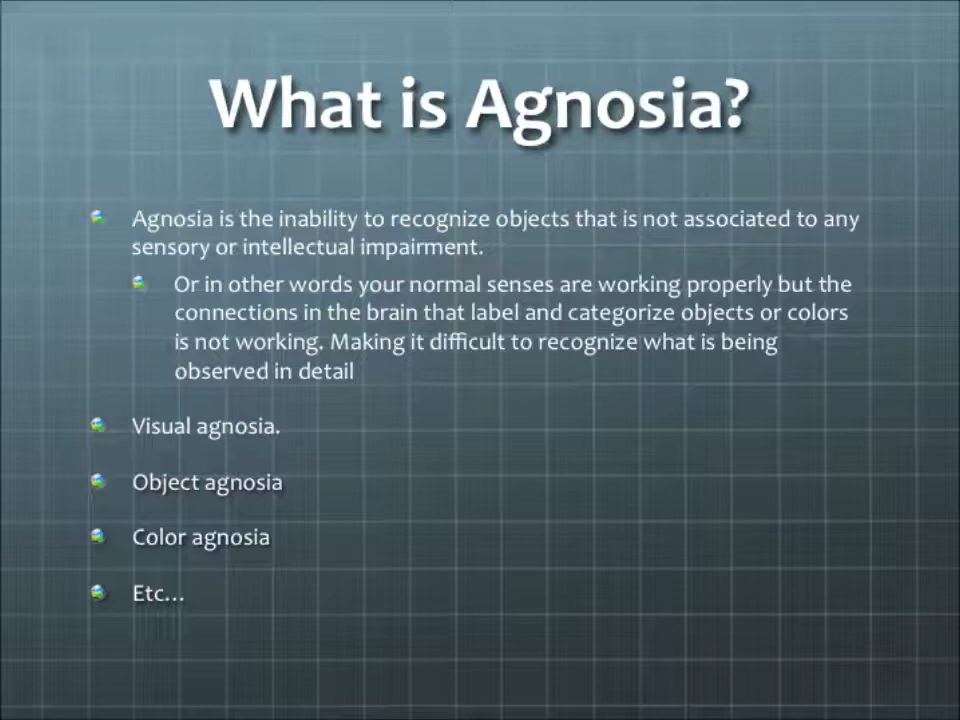 What is Agnosia?
Agnosia is the inability to recognize objects that is not associated to any
sensory or intellectual impairment.
Or in other words your normal senses are working properly but the
connections in the brain that label and categorize objects or colors
is not working. Making it difficult to recognize what is being
observed in detail
Visual agnosia.
Object agnosia
Color agnosia
Etc...